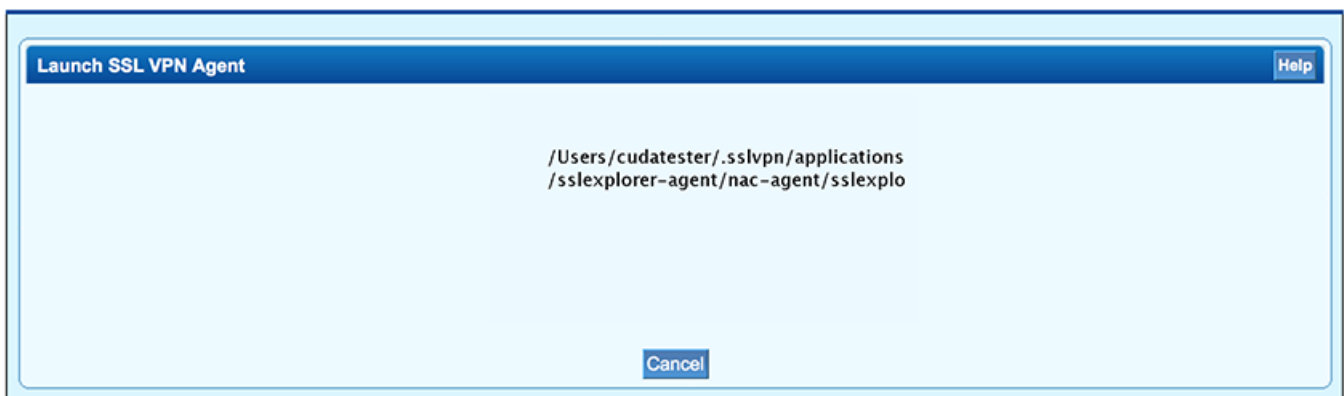 Launch SSL VPN Agent
Help
/Users/cudatester/.sslvpn/applications
/sslexplorer-agent/nac-agent/sslexplo
Cancel